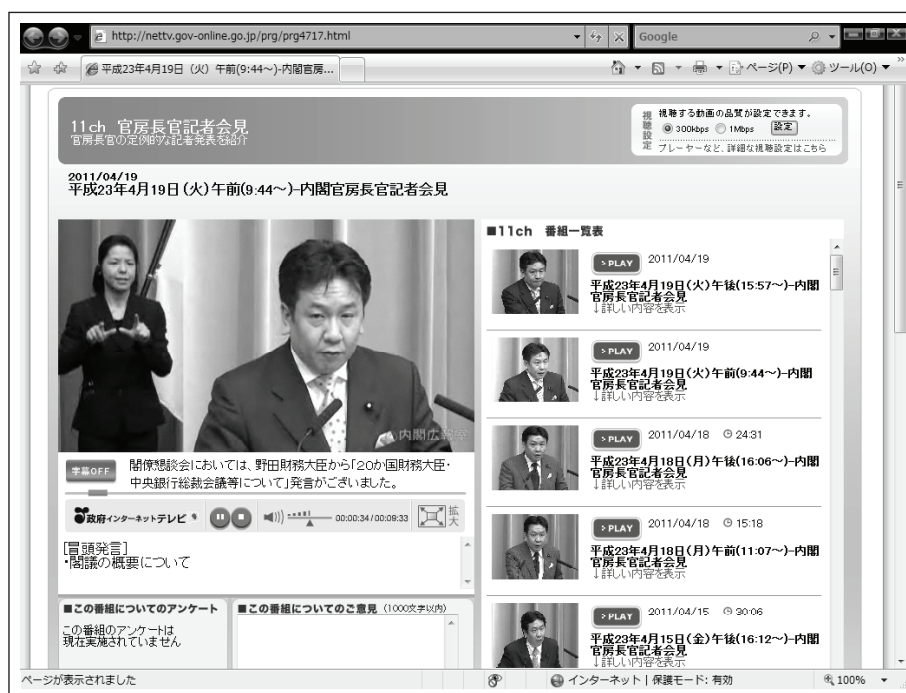 http://nettv.gov-online.go.jp/prg/prg4717.html
Google
平成23年4月19日（火）午前(9:44～)-内閣官房...
ページ(P)
ツール(O)
11ch 官房長官記者会見
官房長官の定例的な記者発表を紹介
視聴設定
視聴する動画の品質が設定できます。
300kbps 1Mbps 設定
プレーヤーなど、詳細な視聴設定はこちら
2011/04/19
平成23年4月19日(火)午前(9:44～)-内閣官房長官記者会見
©内閣広報室
字幕OFF
閣僚懇談会においては、野田財務大臣から「20か国財務大臣・
中央銀行総裁会議等について」発言がございました。
政府インターネットテレビ
00:00:34/00:09:33
拡大
[冒頭発言]
・閣議の概要について
■この番組についてのアンケート
この番組のアンケートは
現在実施されていません
■この番組についてのご意見 (1000文字以内)
■11ch 番組一覧表
>PLAY 2011/04/19
平成23年4月19日(火)午後(15:57～)-内閣
官房長官記者会見
↓詳しい内容を表示
>PLAY 2011/04/19
平成23年4月19日(火)午前(9:44～)-内閣
官房長官記者会見
↓詳しい内容を表示
>PLAY 2011/04/18 24:31
平成23年4月18日(月)午後(16:06～)-内閣
官房長官記者会見
↓詳しい内容を表示
>PLAY 2011/04/18 15:18
平成23年4月18日(月)午前(11:07～)-内閣
官房長官記者会見
↓詳しい内容を表示
>PLAY 2011/04/15 30:06
平成23年4月15日(金)午後(16:12～)-内閣
官房長官記者会見
↓詳しい内容を表示
ページが表示されました
インターネット | 保護モード: 有効
100%